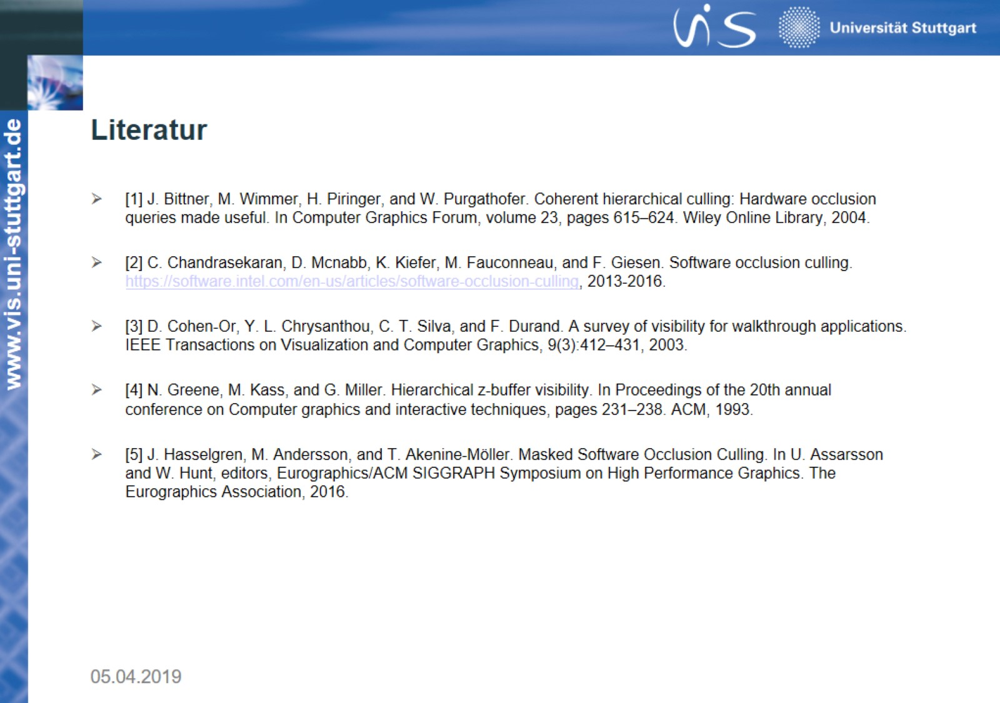 vis Universität Stuttgart
www.vis.uni-stuttgart.de
Literatur
[1] J. Bittner, M. Wimmer, H. Piringer, and W. Purgathofer. Coherent hierarchical culling: Hardware occlusion
queries made useful. In Computer Graphics Forum, volume 23, pages 615–624. Wiley Online Library, 2004.
[2] C. Chandrasekaran, D. Mcnabb, K. Kiefer, M. Fauconneau, and F. Giesen. Software occlusion culling.
https://software.intel.com/en-us/articles/software-occlusion-culling, 2013-2016.
[3] D. Cohen-Or, Y. L. Chrysanthou, C. T. Silva, and F. Durand. A survey of visibility for walkthrough applications.
IEEE Transactions on Visualization and Computer Graphics, 9(3):412–431, 2003.
[4] N. Greene, M. Kass, and G. Miller. Hierarchical z-buffer visibility. In Proceedings of the 20th annual
conference on Computer graphics and interactive techniques, pages 231–238. ACM, 1993.
[5] J. Hasselgren, M. Andersson, and T. Akenine-Möller. Masked Software Occlusion Culling. In U. Assarsson
and W. Hunt, editors, Eurographics/ACM SIGGRAPH Symposium on High Performance Graphics. The
Eurographics Association, 2016.
05.04.2019